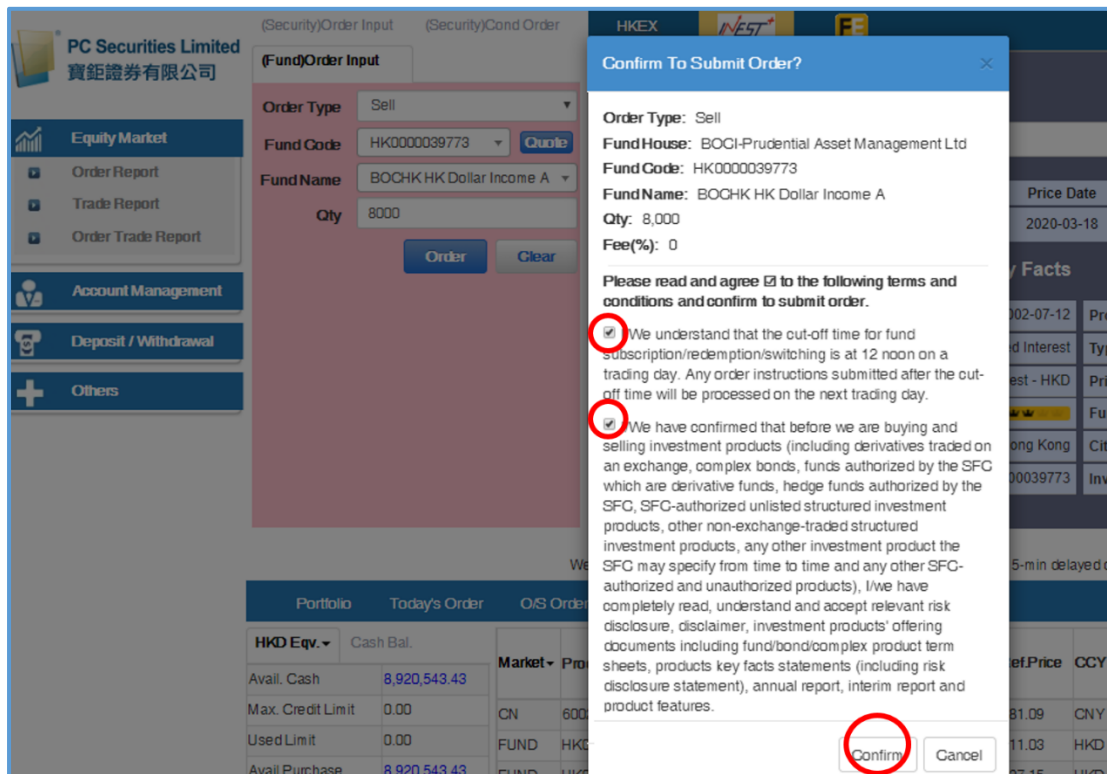 (Security)Order Input (Security)Cond Order
HKEX iNVEST+ FE
PC Securities Limited
寶鉅證券有限公司
(Fund)Order Input
Order Type Sell
Fund Code HK0000039773 Quote
Fund Name BOCHK HK Dollar Income A
Qty 8000
Order Clear
Equity Market
Order Report
Trade Report
Order Trade Report
Account Management
Deposit / Withdrawal
Others
Confirm To Submit Order? ×
Order Type: Sell
Fund House: BOCI-Prudential Asset Management Ltd
Fund Code: HK0000039773
Fund Name: BOCHK HK Dollar Income A
Qty: 8,000
Fee(%): 0
Please read and agree ☑ to the following terms and
conditions and confirm to submit order.
We understand that the cut-off time for fund
subscription/redemption/switching is at 12 noon on a
trading day. Any order instructions submitted after the cut-
off time will be processed on the next trading day.
We have confirmed that before we are buying and
selling investment products (including derivatives traded on
an exchange, complex bonds, funds authorized by the SFC
which are derivative funds, hedge funds authorized by the
SFC, SFC-authorized unlisted structured investment
products, other non-exchange-traded structured
investment products, any other investment product the
SFC may specify from time to time and any other SFC-
authorized and unauthorized products), I/we have
completely read, understand and accept relevant risk
disclosure, disclaimer, investment products' offering
documents including fund/bond/complex product term
sheets, products key facts statements (including risk
disclosure statement), annual report, interim report and
product features.
Confirm Cancel
Price Date
2020-03-18
y Facts
002-07-12 Pr
d Interest Typ
est - HKD Pri
Fu
ong Kong Cit
00039773 Inv
We 5-min delayed
Portfolio Today's Order O/S Order
HKD Eqv. Cash Bal.
Market Pro ef.Price CCY
Avail. Cash 8,920,543.43
Max. Credit Limit 0.00
CN 600 81.09 CNY
Used Limit 0.00
FUND HK0 11.03 HKD
Avail Purchase 8,920,543.43
FUND